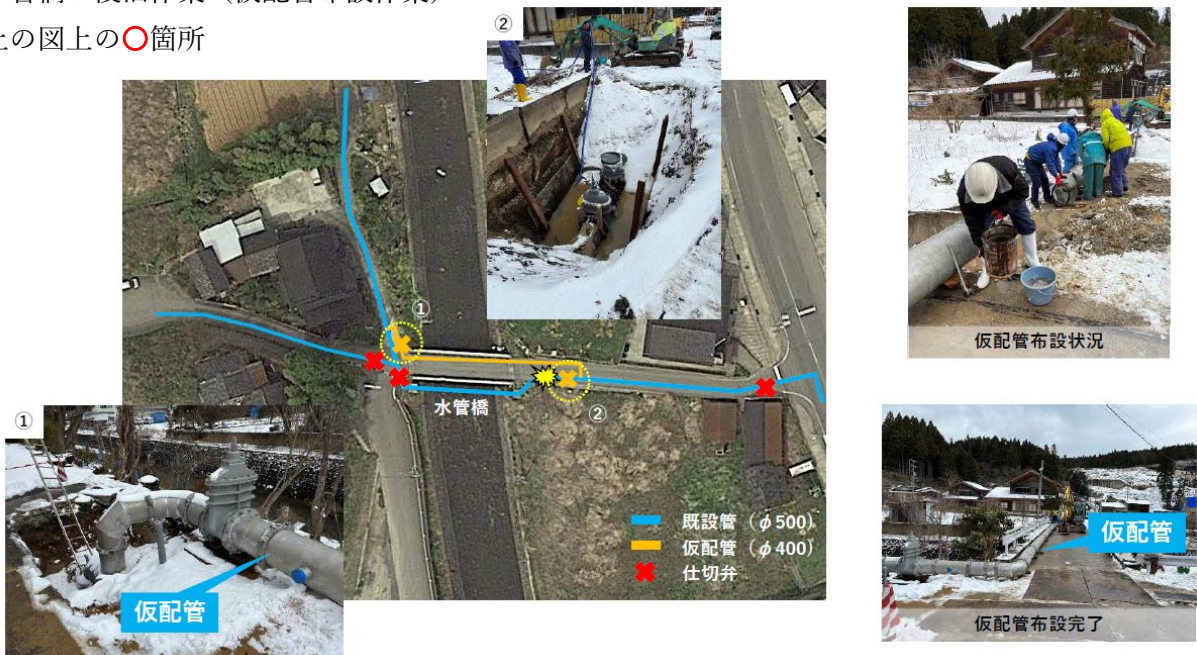 上の図上の○箇所
②
①
水管橋
②
既設管（φ500）
仮配管（φ400）
仕切弁
①
仮配管
仮配管布設状況
仮配管
仮配管布設完了